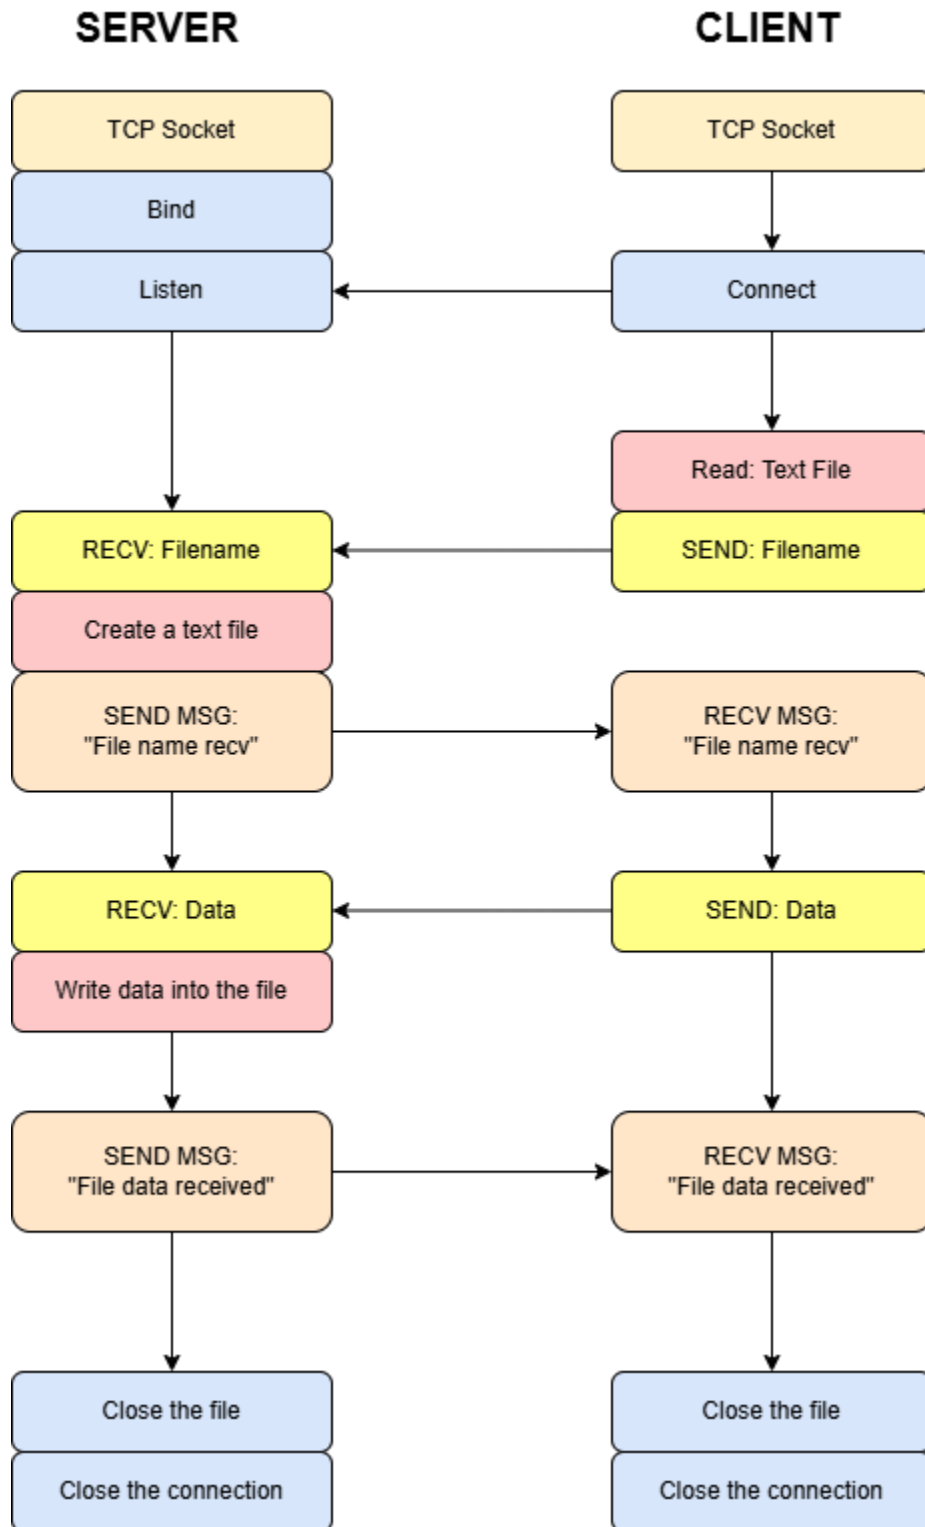 SERVER
CLIENT
TCP Socket
TCP Socket
Bind
Listen
Connect
Read: Text File
RECV: Filename
SEND: Filename
Create a text file
SEND MSG:
"File name recv"
RECV MSG:
"File name recv"
RECV: Data
SEND: Data
Write data into the file
SEND MSG:
"File data received"
RECV MSG:
"File data received"
Close the file
Close the file
Close the connection
Close the connection